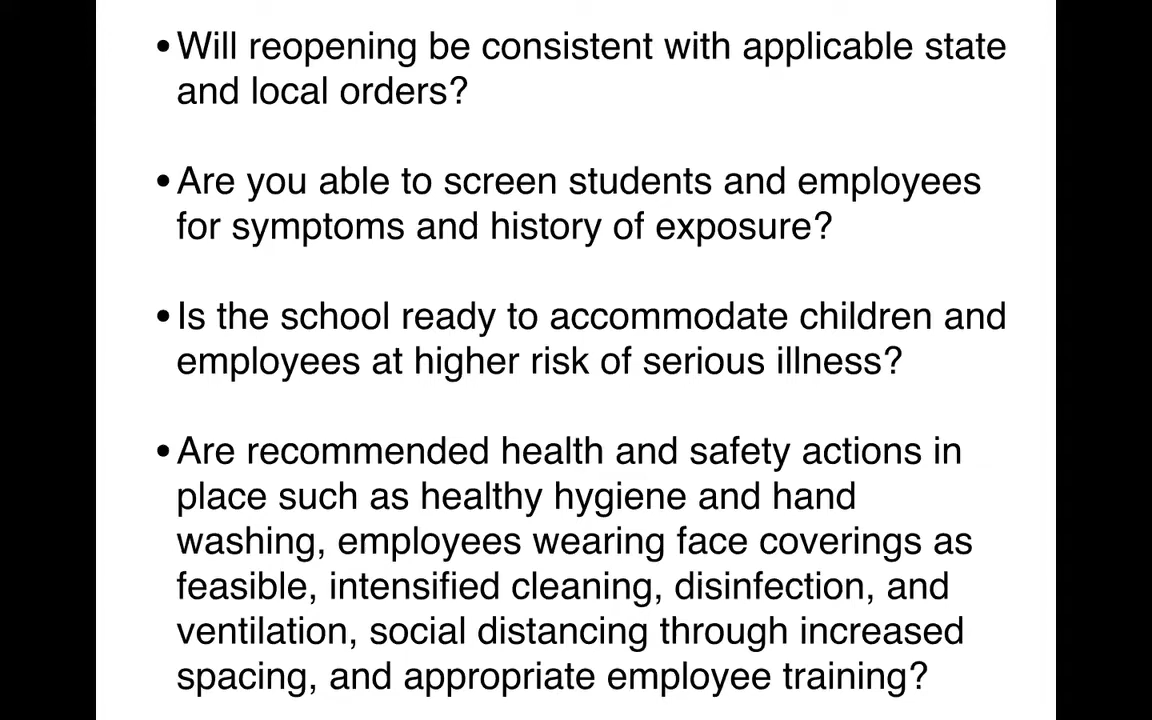 •Will reopening be consistent with applicable state
and local orders?
•Are you able to screen students and employees
for symptoms and history of exposure?
•Is the school ready to accommodate children and
employees at higher risk of serious illness?
•Are recommended health and safety actions in
place such as healthy hygiene and hand
washing, employees wearing face coverings as
feasible, intensified cleaning, disinfection, and
ventilation, social distancing through increased
spacing, and appropriate employee training?